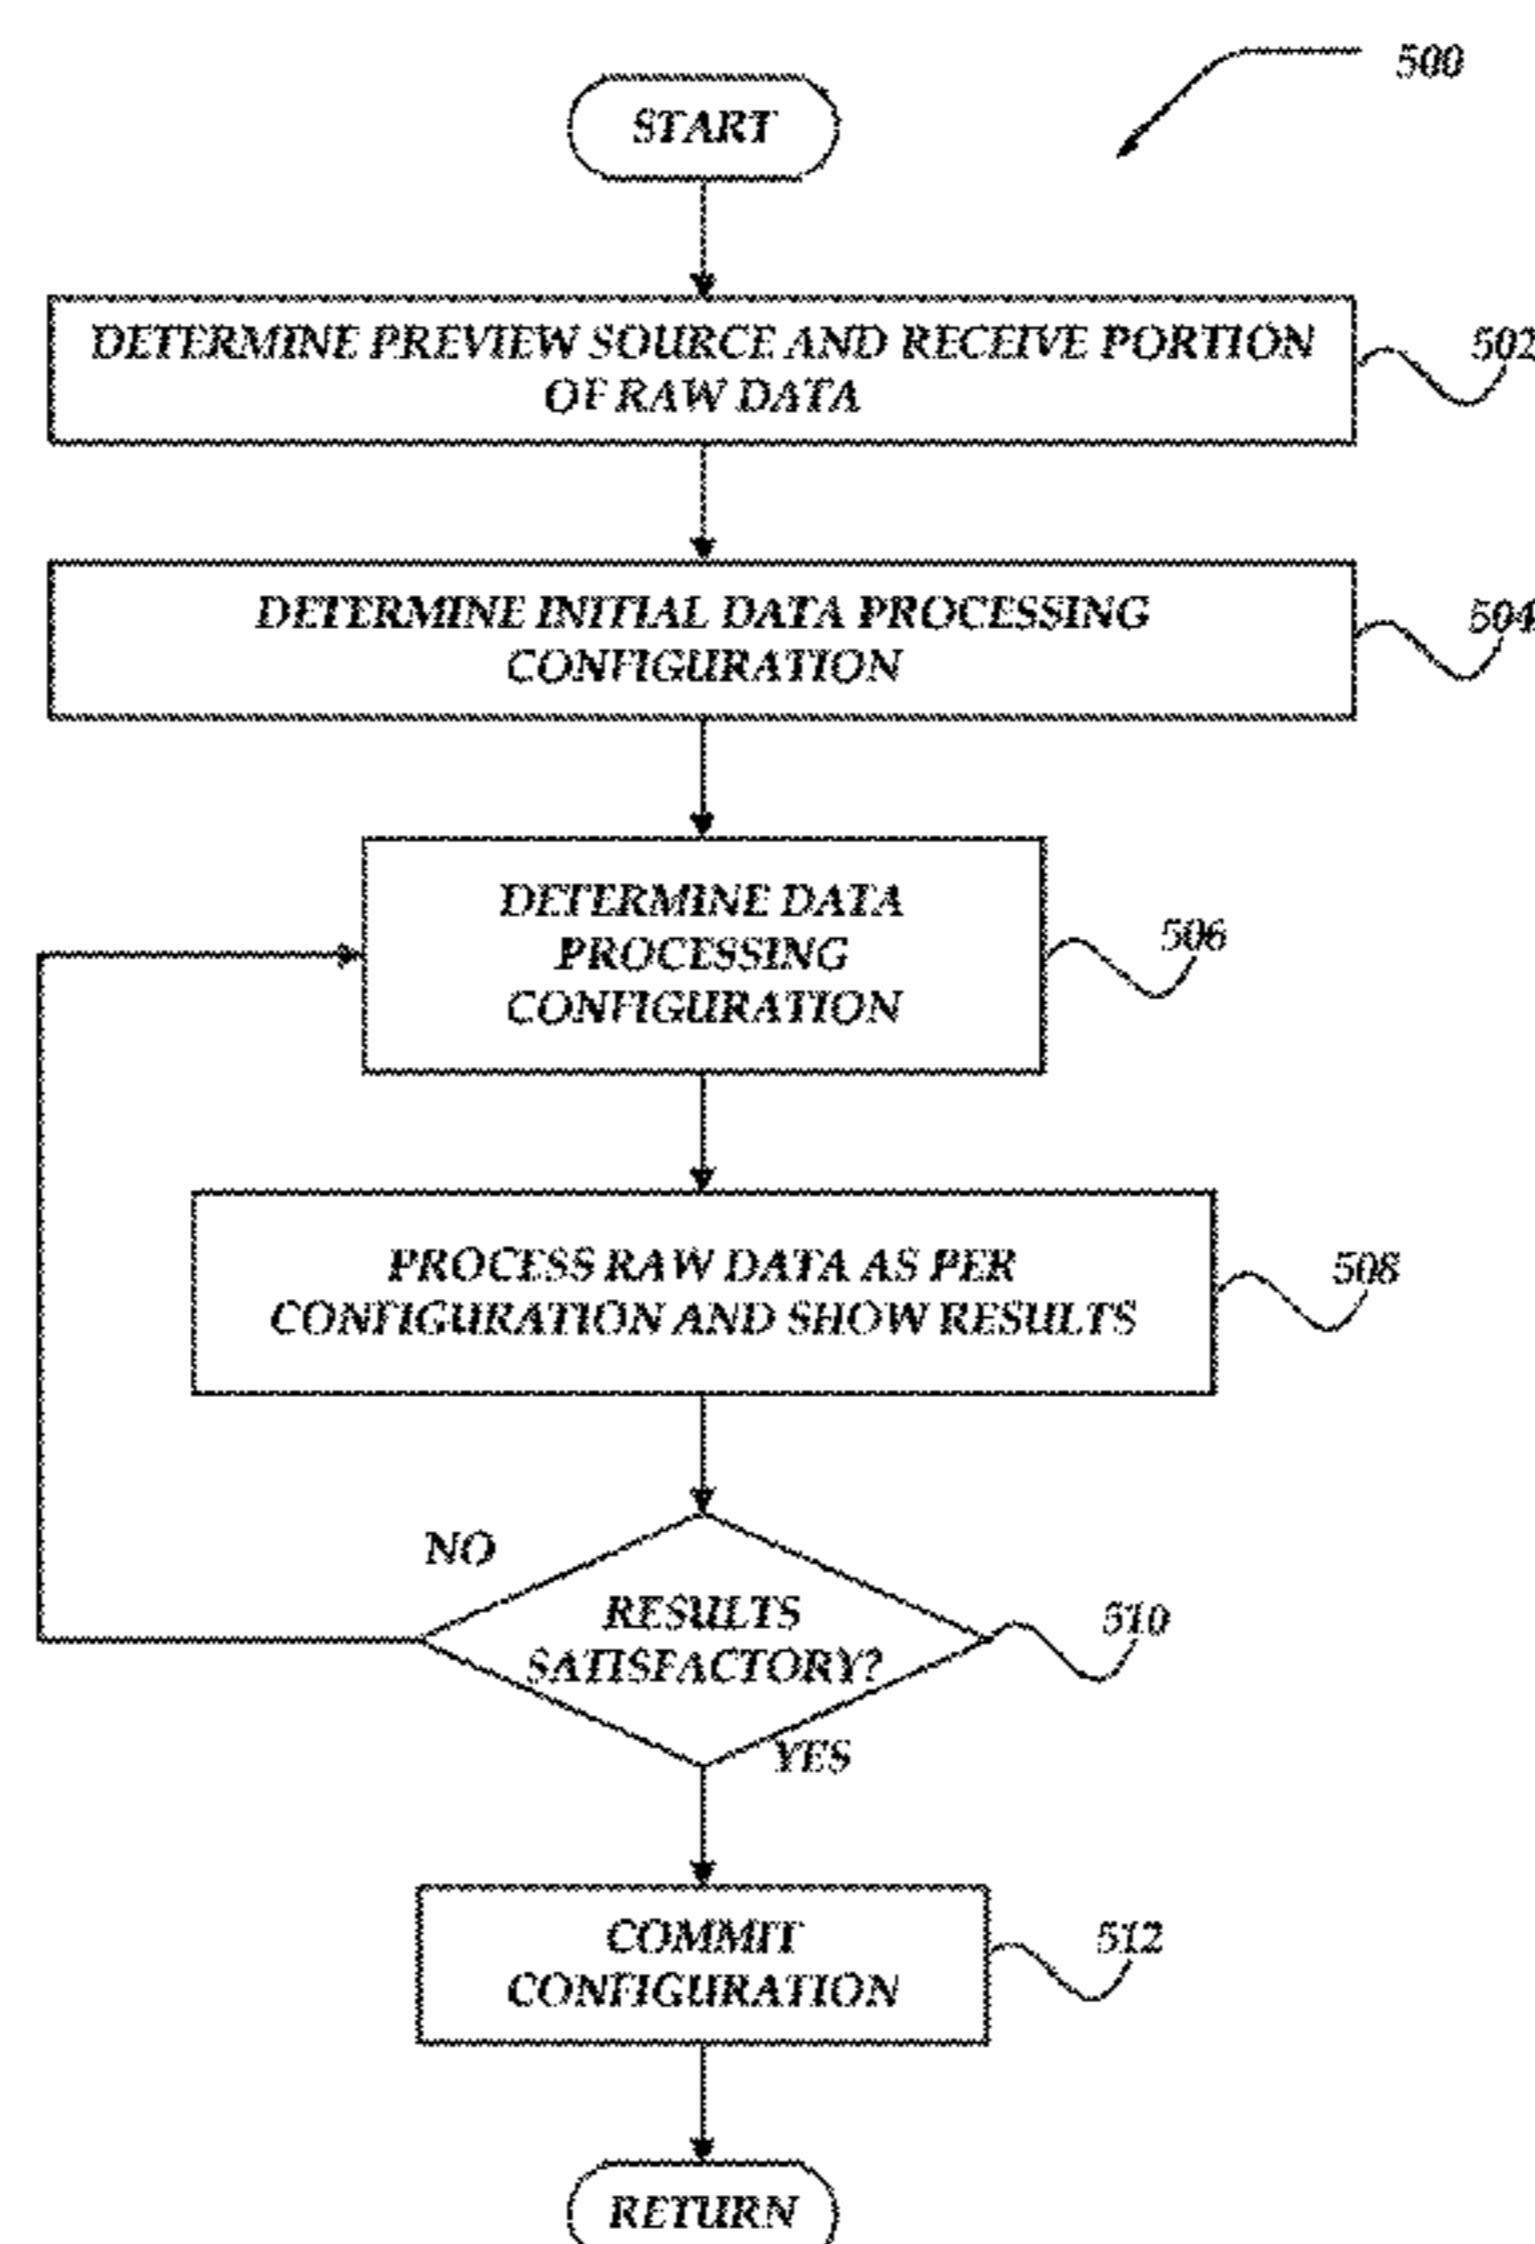 500
START
DETERMINE PREVIEW SOURCE AND RECEIVE PORTION
OF RAW DATA
502
DETERMINE INITIAL DATA PROCESSING
CONFIGURATION
504
DETERMINE DATA
PROCESSING
CONFIGURATION
506
PROCESS RAW DATA AS PER
CONFIGURATION AND SHOW RESULTS
508
NO
RESULTS
SATISFACTORY?
510
YES
COMMIT
CONFIGURATION
512
RETURN